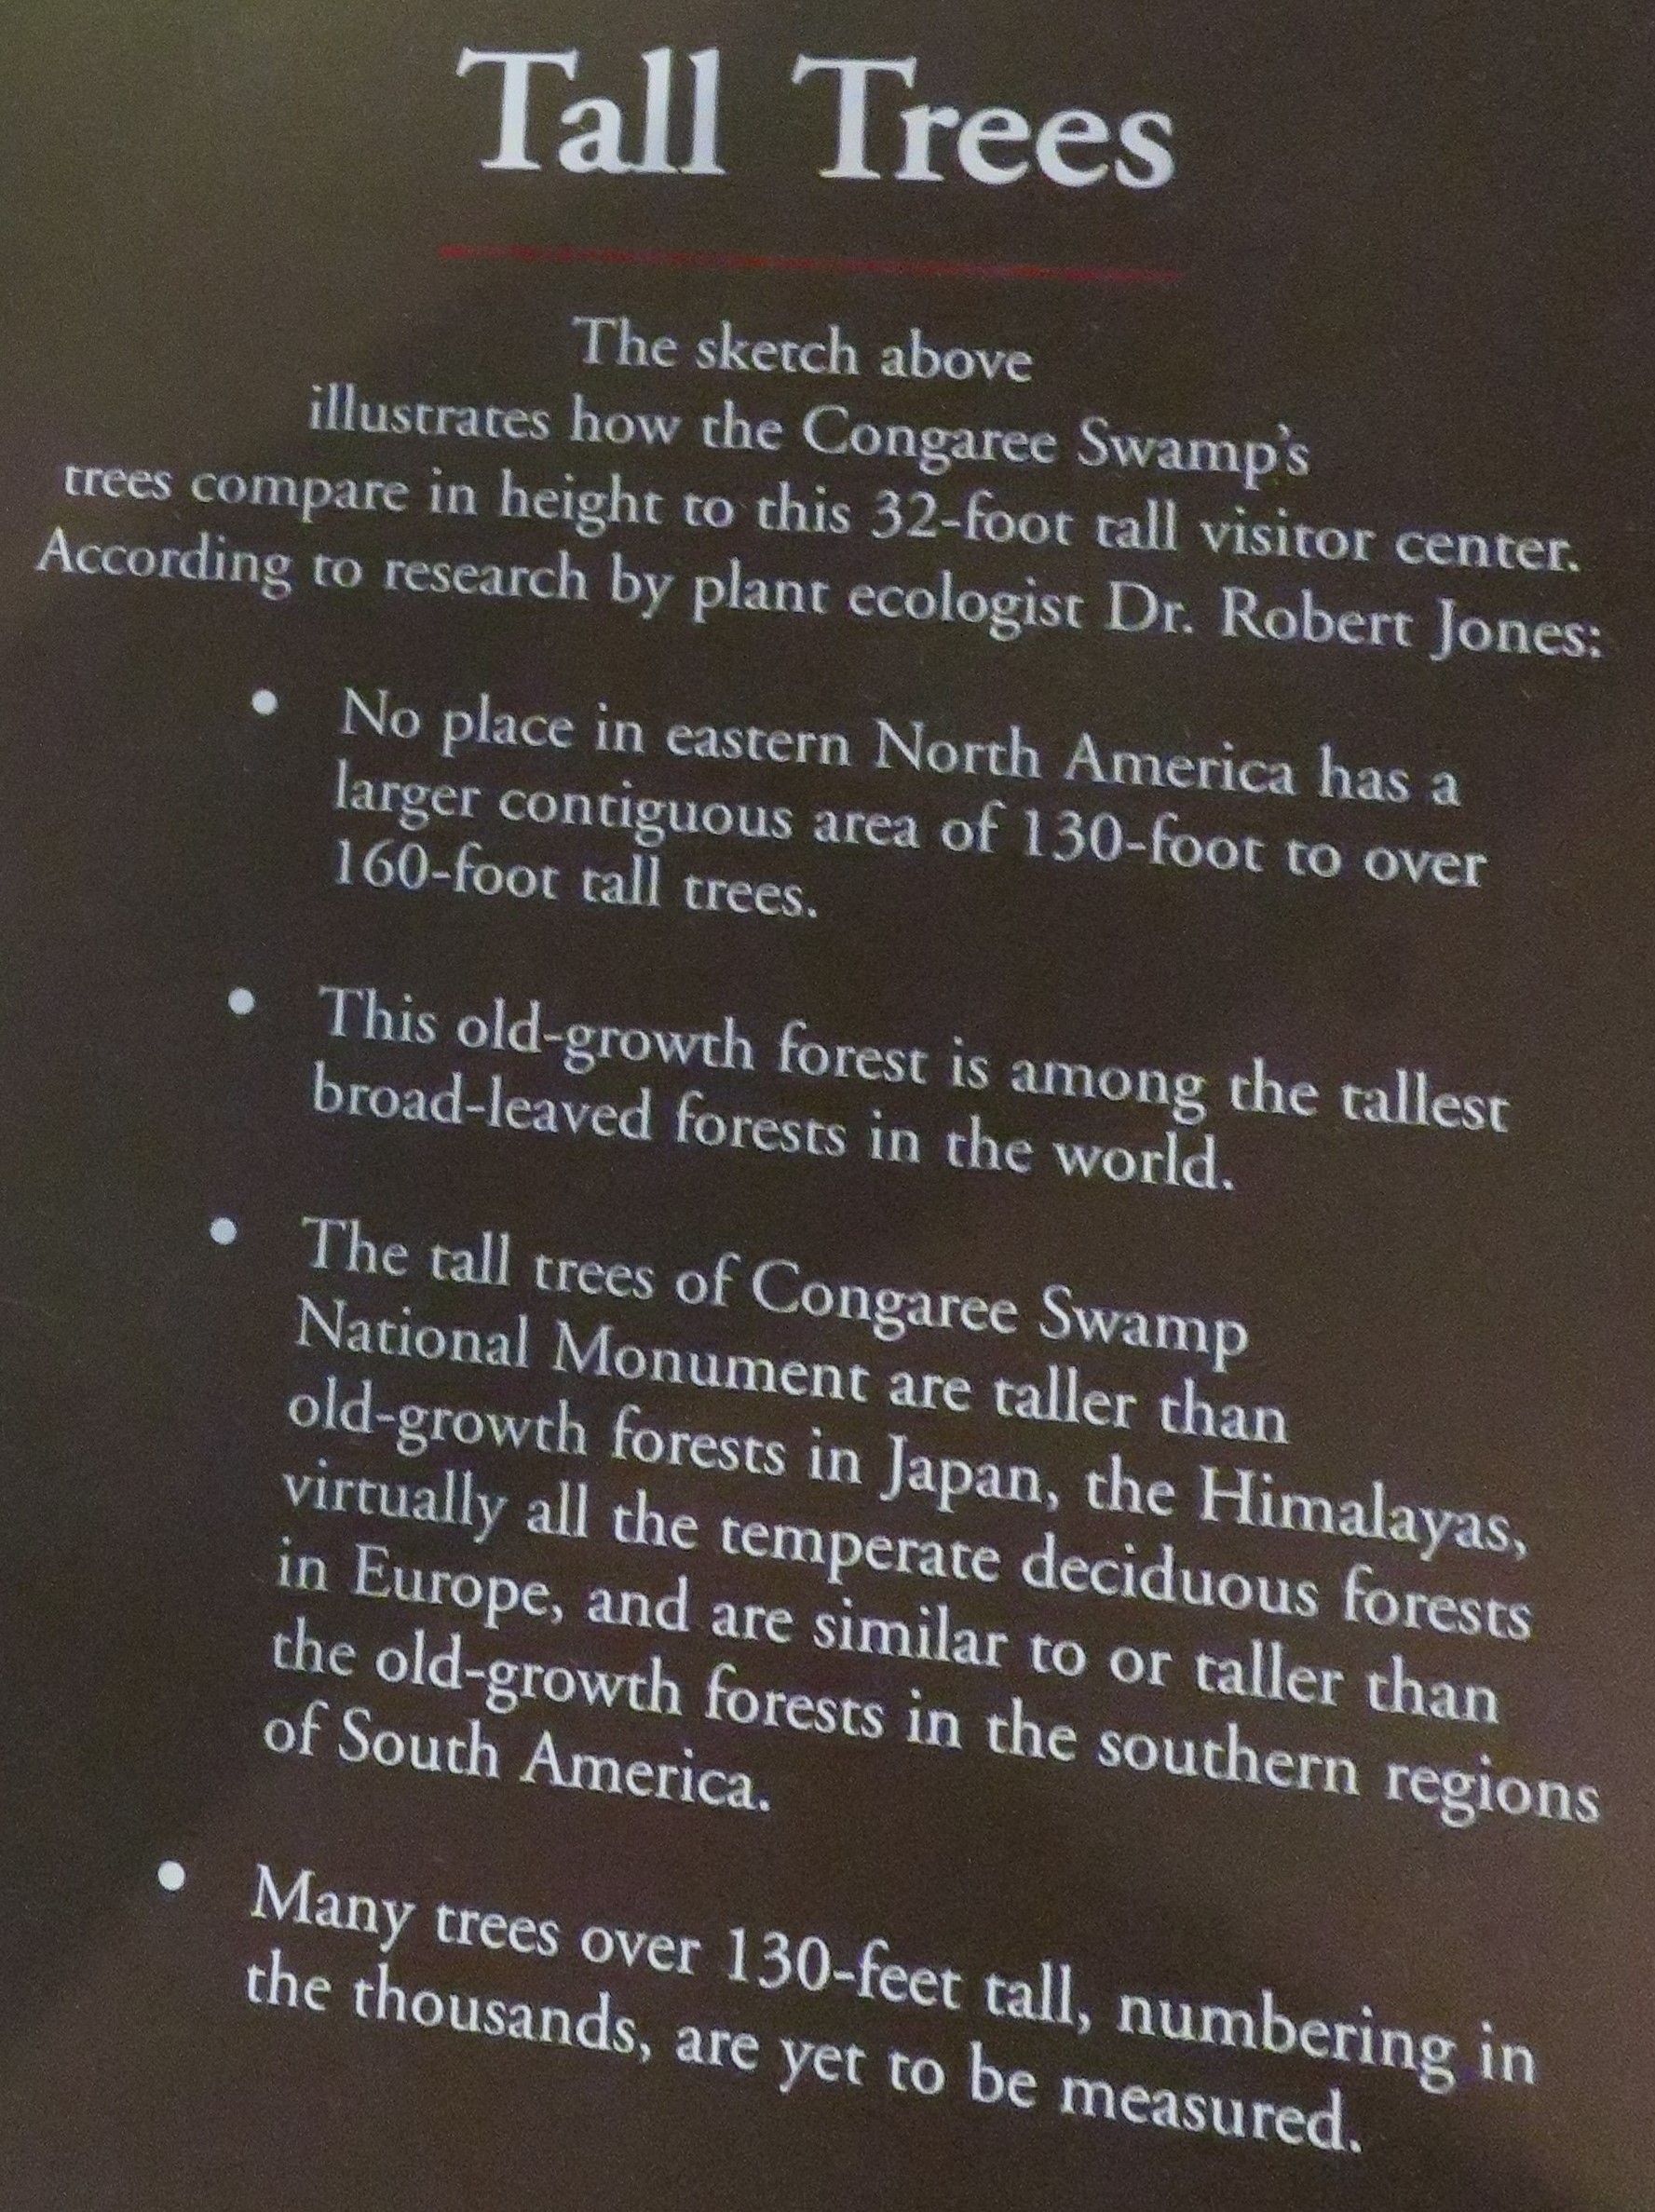 Tall Trees
The sketch above
illustrates how the Congaree Swamp's
trees compare in height to this 32-foot tall visitor center.
According to research by plant ecologist Dr. Robert Jones:
• No place in eastern North America has a
larger contiguous area of 130-foot to over
160-foot tall trees.
• This old-growth forest is among the tallest
broad-leaved forests in the world.
• The tall trees of Congaree Swamp
National Monument are taller than
old-growth forests in Japan, the Himalayas,
virtually all the temperate deciduous forests
in Europe, and are similar to or taller than
the old-growth forests in the southern regions
of South America.
• Many trees over 130-feet tall, numbering in
the thousands, are yet to be measured.